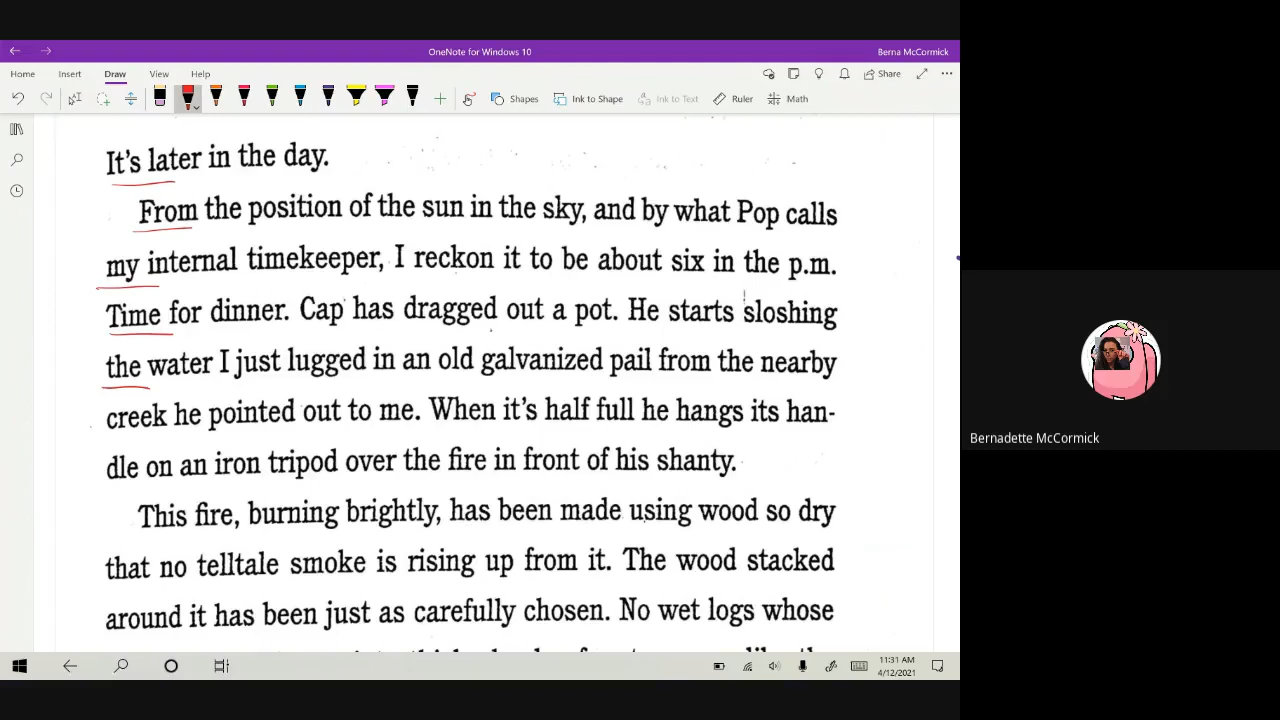 OneNote for Windows 10
Berna McCormick
Home Insert Draw View Help Share
Shapes Ink to Shape Ink to Text Ruler Math
It's later in the day.
From the position of the sun in the sky, and by what Pop calls
my internal timekeeper, I reckon it to be about six in the p.m.
Time for dinner. Cap has dragged out a pot. He starts sloshing
the water I just lugged in an old galvanized pail from the nearby
creek he pointed out to me. When it's half full he hangs its han-
dle on an iron tripod over the fire in front of his shanty.
This fire, burning brightly, has been made using wood so dry
that no telltale smoke is rising up from it. The wood stacked
around it has been just as carefully chosen. No wet logs whose
Bernadette McCormick
11:31 AM
4/12/2021